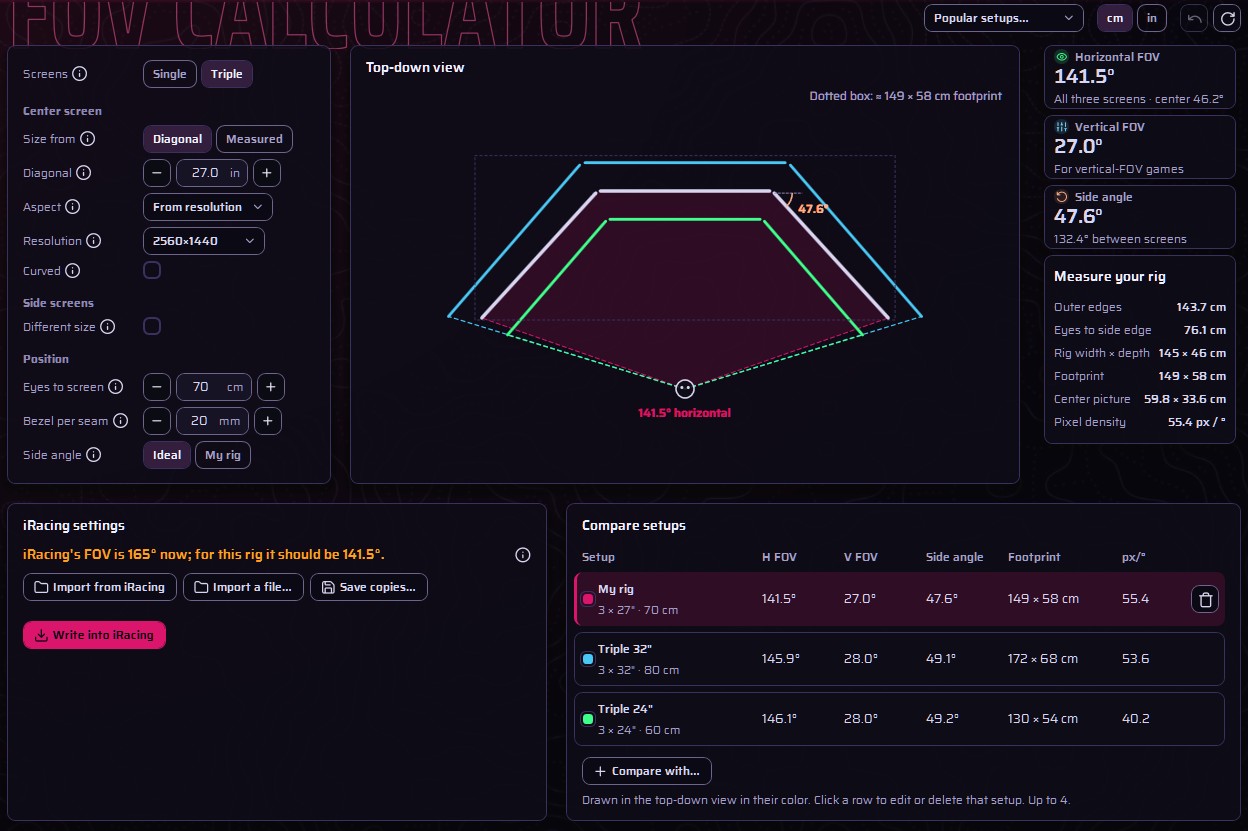 FOV CALCULATOR
Popular setups...
cm
in
Screens
Single
Triple
Center screen
Size from
Diagonal
Measured
Diagonal
−
27.0 in
+
Aspect
From resolution
Resolution
2560×1440
Curved
Side screens
Different size
Position
Eyes to screen
−
70 cm
+
Bezel per seam
−
20 mm
+
Side angle
Ideal
My rig
Top-down view
Dotted box: ≈ 149 × 58 cm footprint
47.6°
141.5° horizontal
Horizontal FOV
141.5°
All three screens · center 46.2°
Vertical FOV
27.0°
For vertical-FOV games
Side angle
47.6°
132.4° between screens
Measure your rig
Outer edges 143.7 cm
Eyes to side edge 76.1 cm
Rig width × depth 145 × 46 cm
Footprint 149 × 58 cm
Center picture 59.8 × 33.6 cm
Pixel density 55.4 px / °
iRacing settings
iRacing's FOV is 165° now; for this rig it should be 141.5°.
Import from iRacing
Import a file...
Save copies...
Write into iRacing
Compare setups
Setup H FOV V FOV Side angle Footprint px/°
My rig
3 × 27" · 70 cm
141.5° 27.0° 47.6° 149 × 58 cm 55.4
Triple 32"
3 × 32" · 80 cm
145.9° 28.0° 49.1° 172 × 68 cm 53.6
Triple 24"
3 × 24" · 60 cm
146.1° 28.0° 49.2° 130 × 54 cm 40.2
+ Compare with...
Drawn in the top-down view in their color. Click a row to edit or delete that setup. Up to 4.